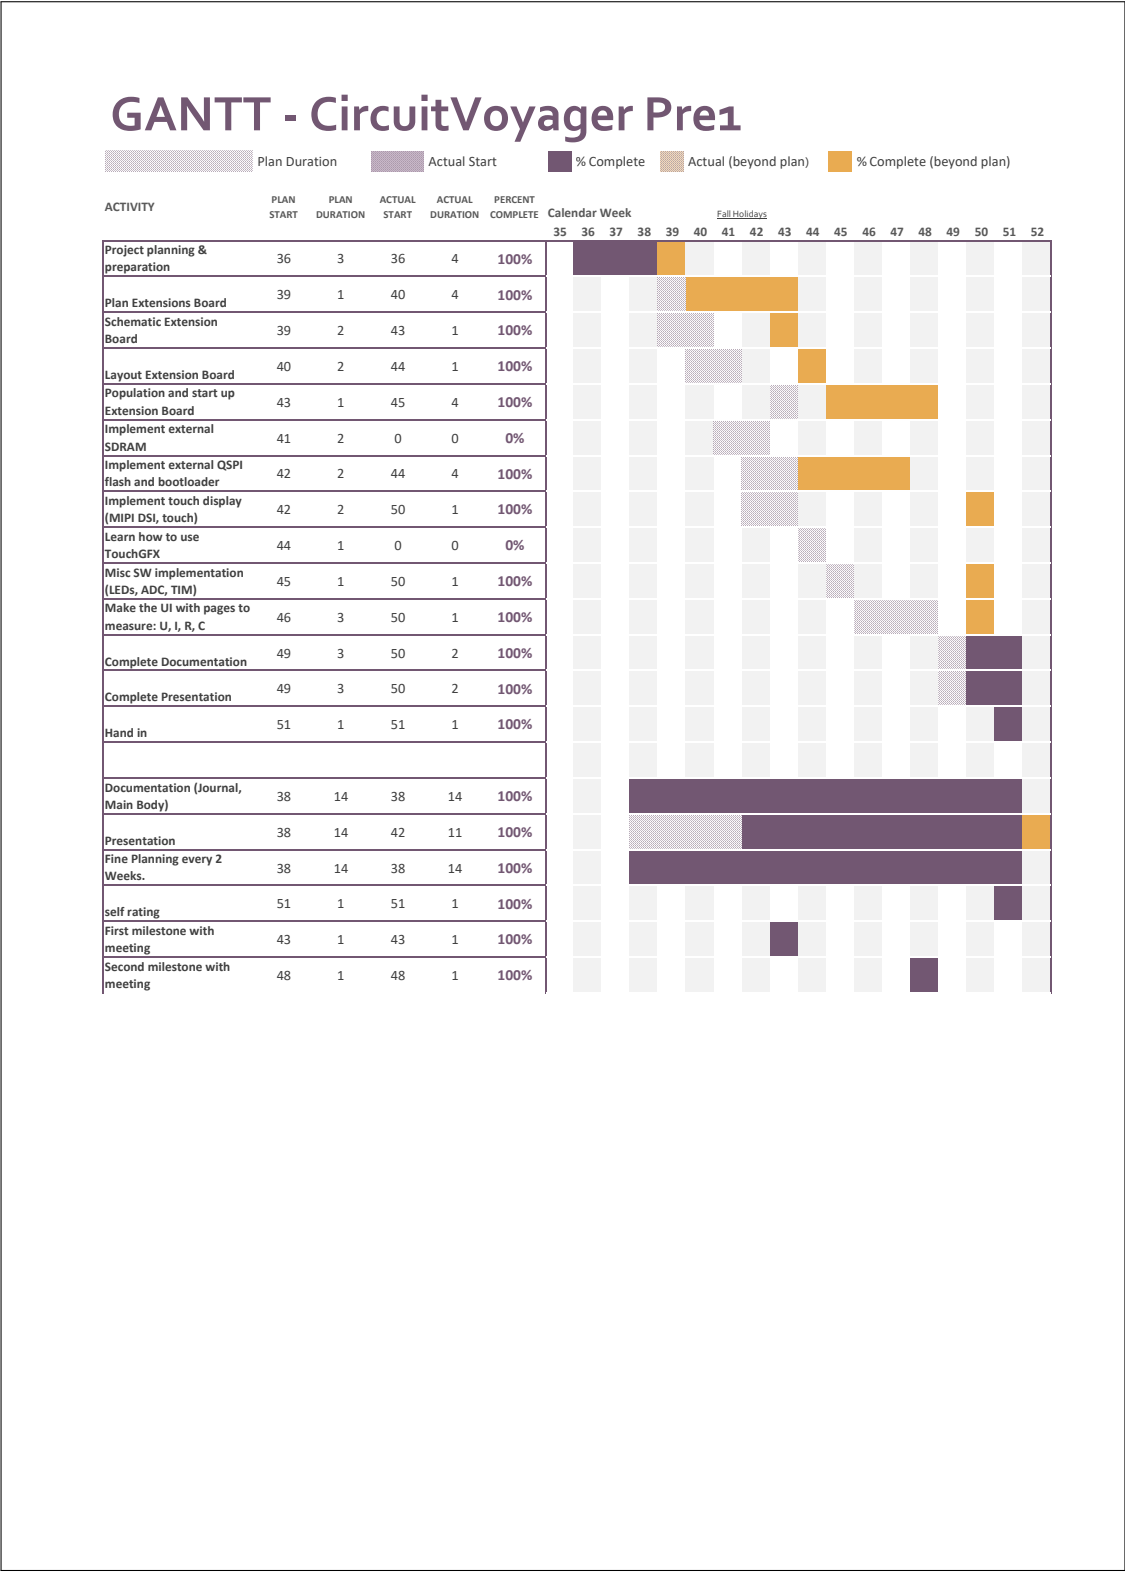 GANTT - CircuitVoyager Pre1
Plan Duration Actual Start % Complete Actual (beyond plan) % Complete (beyond plan)
ACTIVITY PLAN START PLAN DURATION ACTUAL START ACTUAL DURATION PERCENT COMPLETE Calendar Week Fall Holidays
35 36 37 38 39 40 41 42 43 44 45 46 47 48 49 50 51 52
Project planning & preparation 36 3 36 4 100%
Plan Extensions Board 39 1 40 4 100%
Schematic Extension Board 39 2 43 1 100%
Layout Extension Board 40 2 44 1 100%
Population and start up Extension Board 43 1 45 4 100%
Implement external SDRAM 41 2 0 0 0%
Implement external QSPI flash and bootloader 42 2 44 4 100%
Implement touch display (MIPI DSI, touch) 42 2 50 1 100%
Learn how to use TouchGFX 44 1 0 0 0%
Misc SW implementation (LEDs, ADC, TIM) 45 1 50 1 100%
Make the UI with pages to measure: U, I, R, C 46 3 50 1 100%
Complete Documentation 49 3 50 2 100%
Complete Presentation 49 3 50 2 100%
Hand in 51 1 51 1 100%
Documentation (Journal, Main Body) 38 14 38 14 100%
Presentation 38 14 42 11 100%
Fine Planning every 2 Weeks. 38 14 38 14 100%
self rating 51 1 51 1 100%
First milestone with meeting 43 1 43 1 100%
Second milestone with meeting 48 1 48 1 100%